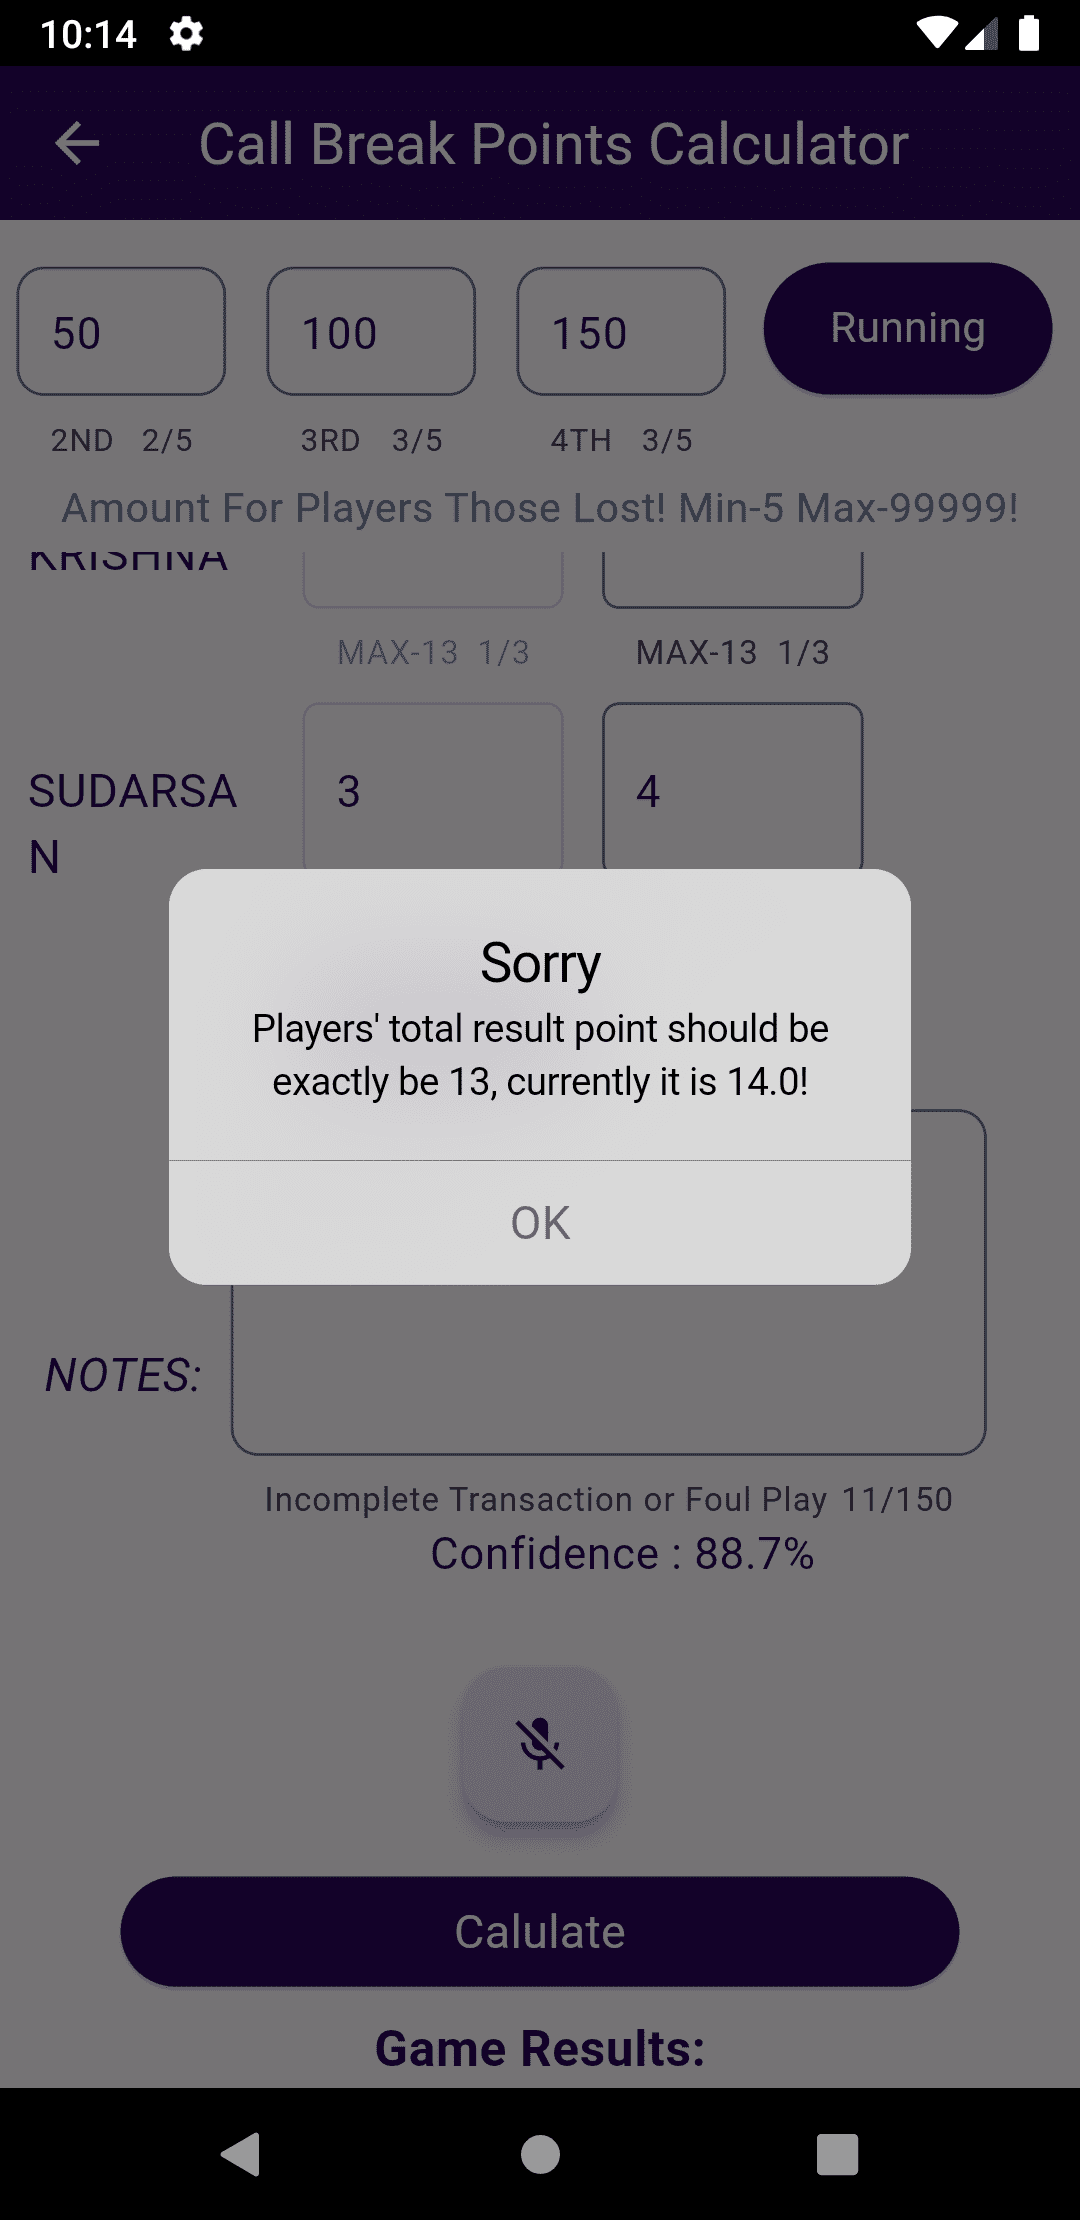 10:14
Call Break Points Calculator
50 100 150 Running
2ND 2/5 3RD 3/5 4TH 3/5
Amount For Players Those Lost! Min-5 Max-99999!
KRISHNA
MAX-13 1/3 MAX-13 1/3
SUDARSA
N
3 4
Sorry
Players' total result point should be
exactly be 13, currently it is 14.0!
OK
NOTES:
Incomplete Transaction or Foul Play 11/150
Confidence : 88.7%
Calulate
Game Results: